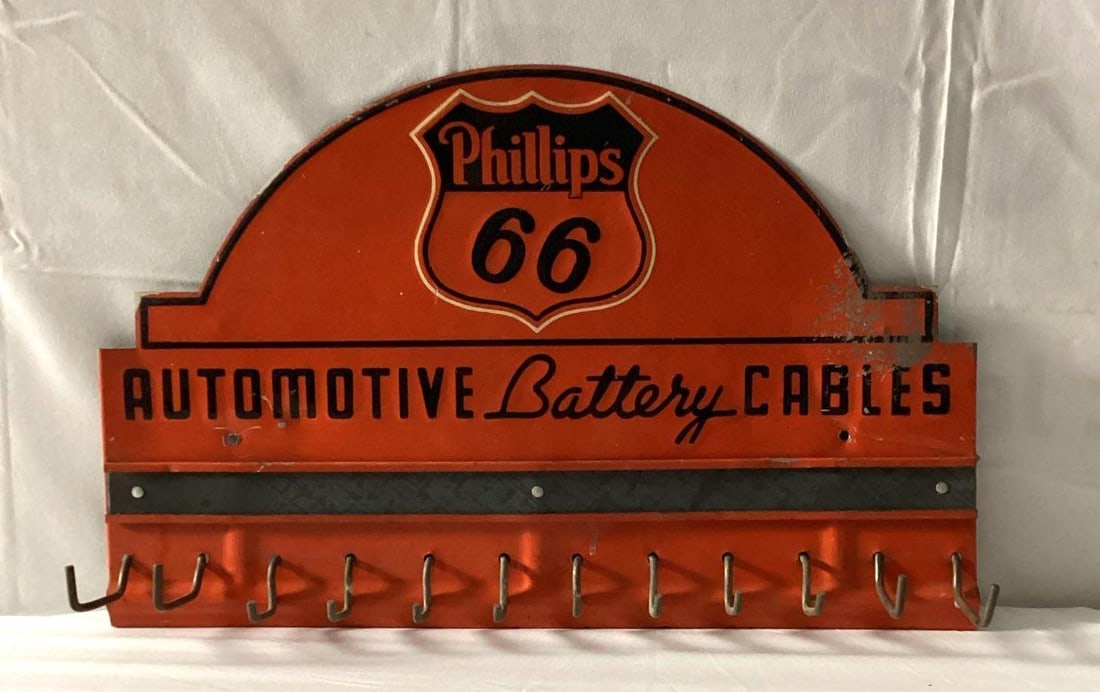 Phillips
66
AUTOMOTIVE Battery CABLES